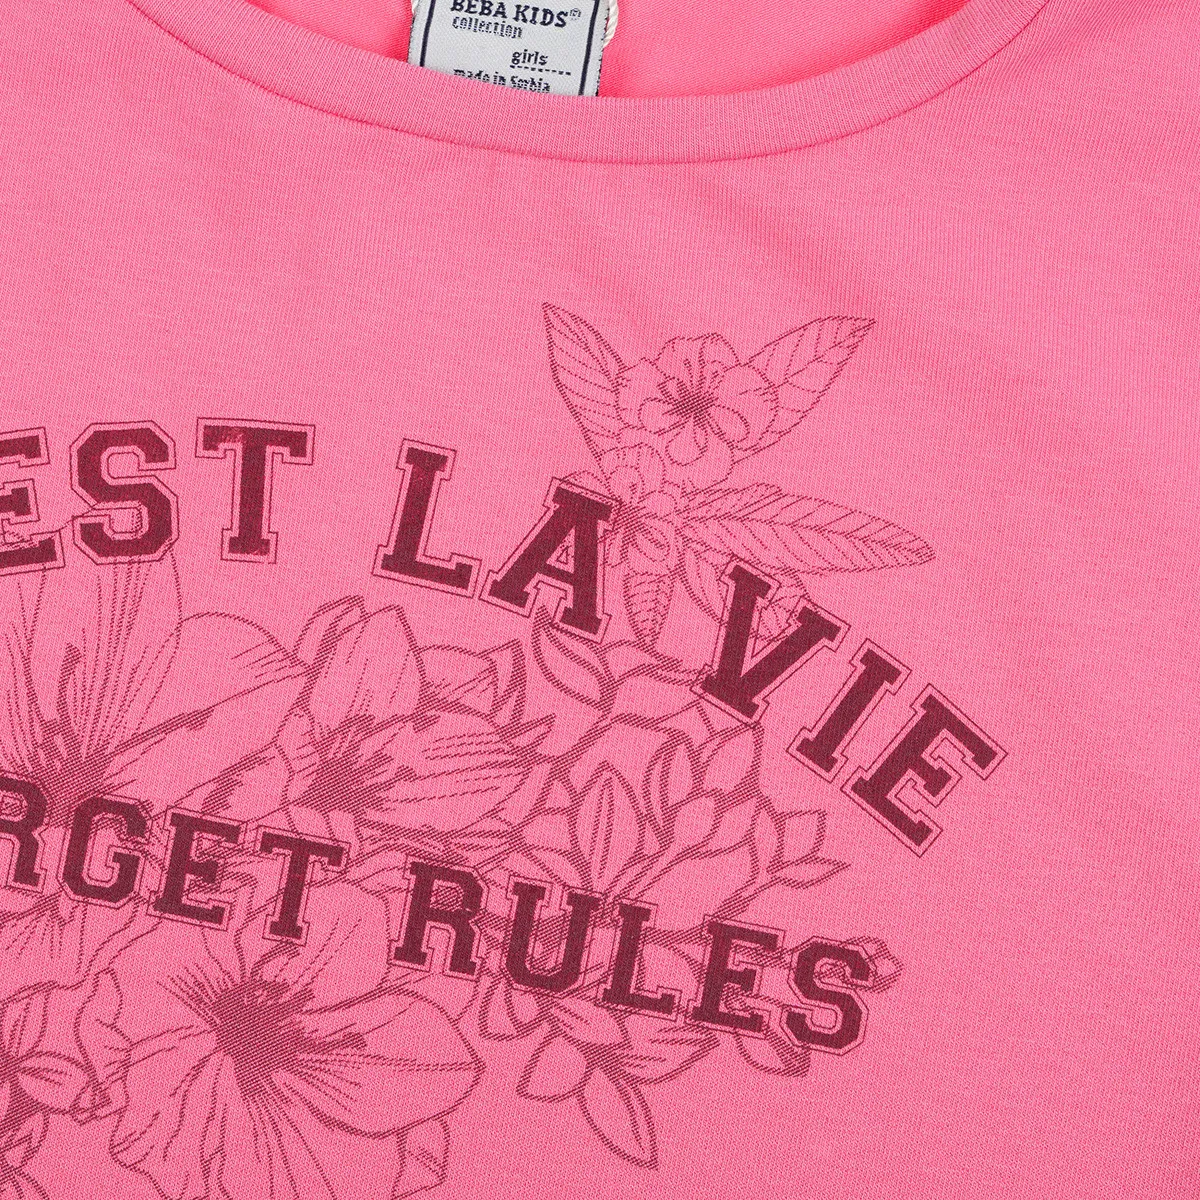 BEBA KIDS®
collection
girls
made in Serbia
EST LA VIE
RGET RULES